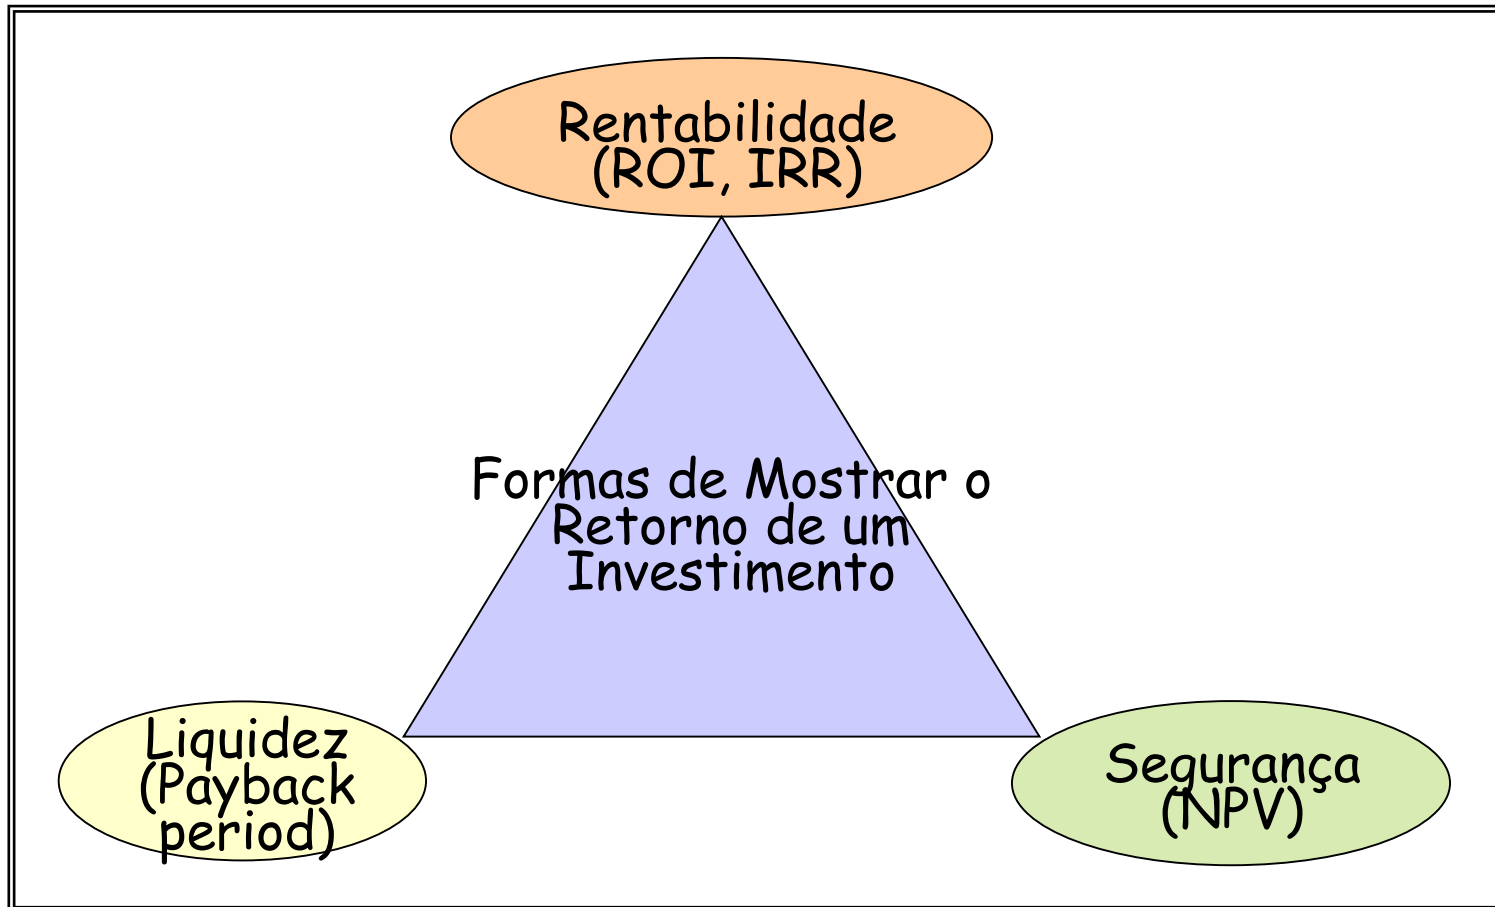 Rentabilidade
(ROI, IRR)
Formas de Mostrar o
Retorno de um
Investimento
Liquidez
(Payback
period)
Segurança
(NPV)